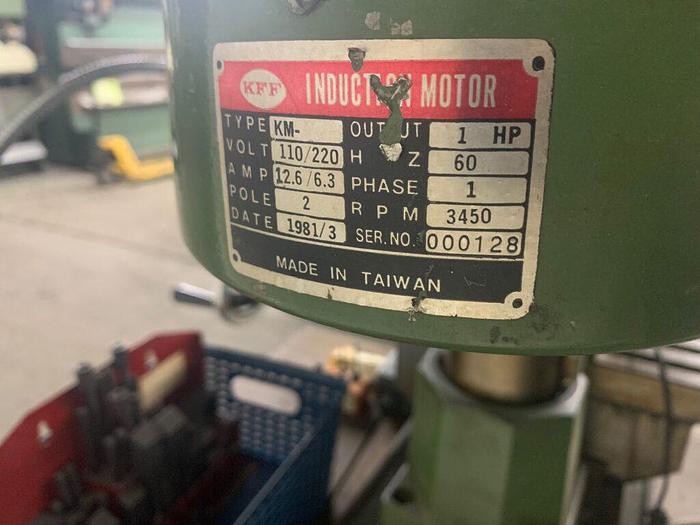 KFF INDUCTION MOTOR
TYPE KM- OUTPUT 1 HP
VOLT 110/220 HZ 60
AMP 12.6/6.3 PHASE 1
POLE 2 RPM 3450
DATE 1981/3 SER.NO. 000128
MADE IN TAIWAN